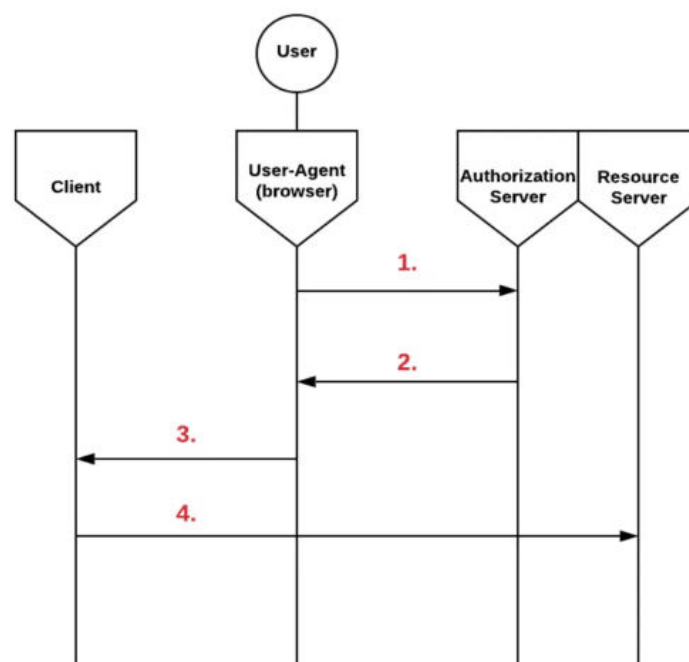 User
Client
User-Agent
(browser)
Authorization
Server
Resource
Server
1.
2.
3.
4.